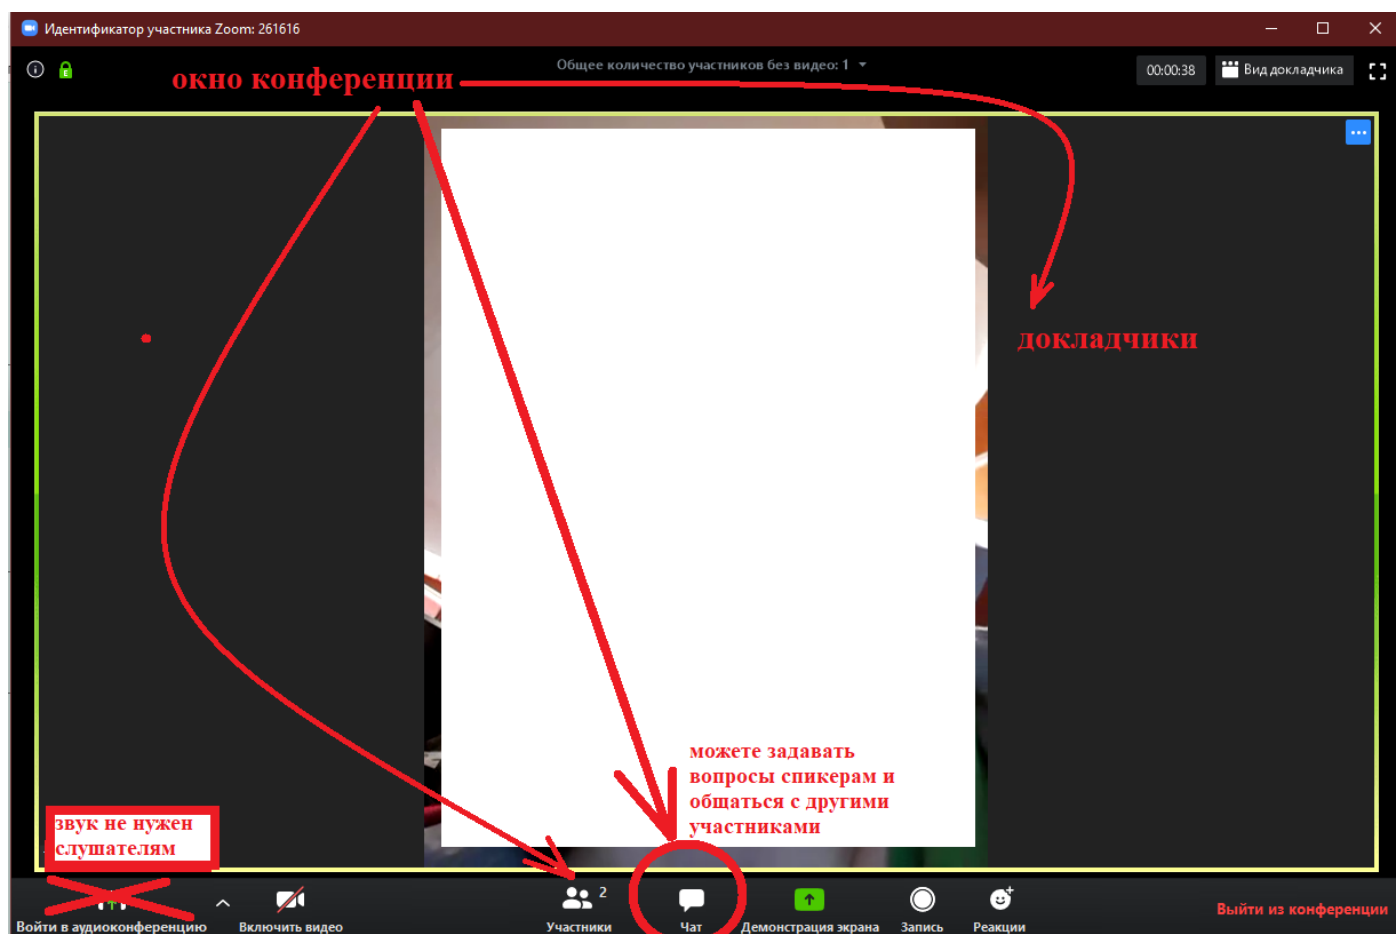 Идентификатор участника Zoom: 261616
Общее количество участников без видео: 1
00:00:38
Вид докладчика
окно конференции
докладчики
можете задавать
вопросы спикерам и
общаться с другими
участниками
звук не нужен
слушателям
2
Войти в аудиоконференцию
Включить видео
Участники
Чат
Демонстрация экрана
Запись
Реакции
Выйти из конференции